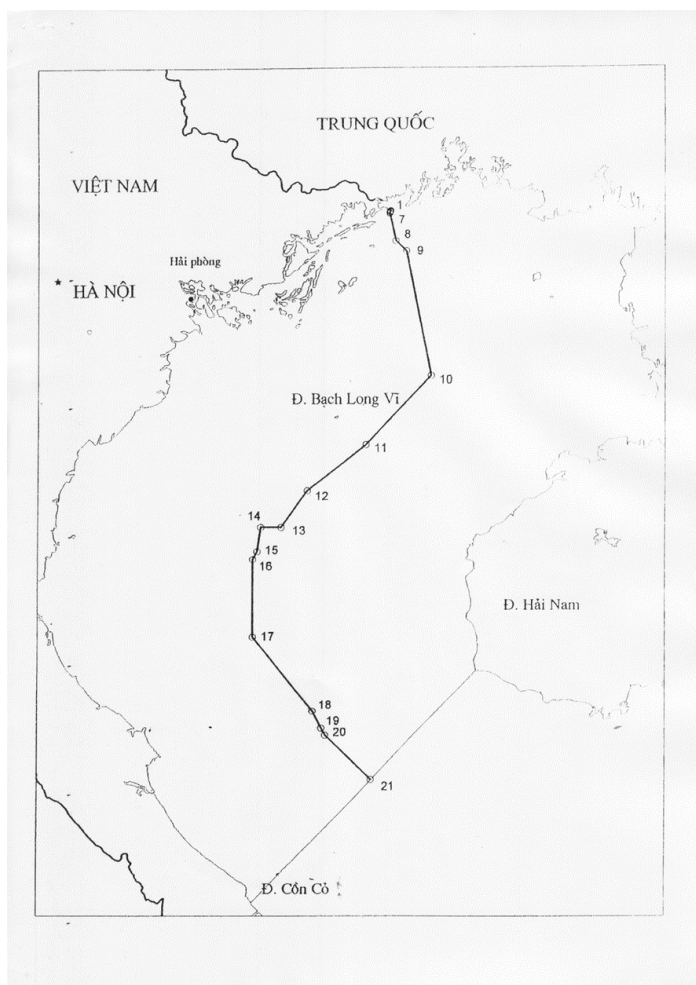 TRUNG QUỐC
VIỆT NAM
1
7
8
9
Hải phòng
HÀ NỘI
10
Đ. Bạch Long Vĩ
11
12
14
13
15
16
Đ. Hải Nam
17
18
19
20
21
Đ. Cồn Cỏ